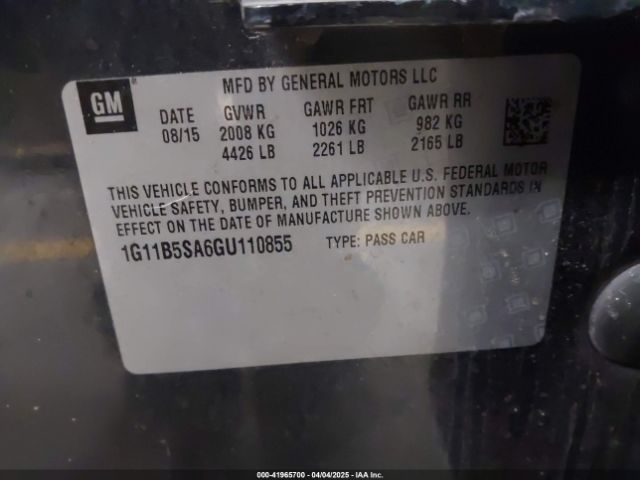 GM
MFD BY GENERAL MOTORS LLC
DATE GVWR GAWR FRT GAWR RR
08/15 2008 KG 1026 KG 982 KG
4426 LB 2261 LB 2165 LB
THIS VEHICLE CONFORMS TO ALL APPLICABLE U.S. FEDERAL MOTOR
VEHICLE SAFETY, BUMPER, AND THEFT PREVENTION STANDARDS IN
EFFECT ON THE DATE OF MANUFACTURE SHOWN ABOVE.
1G11B5SA6GU110855 TYPE: PASS CAR
000-41965700 - 04/04/2025 - IAA Inc.